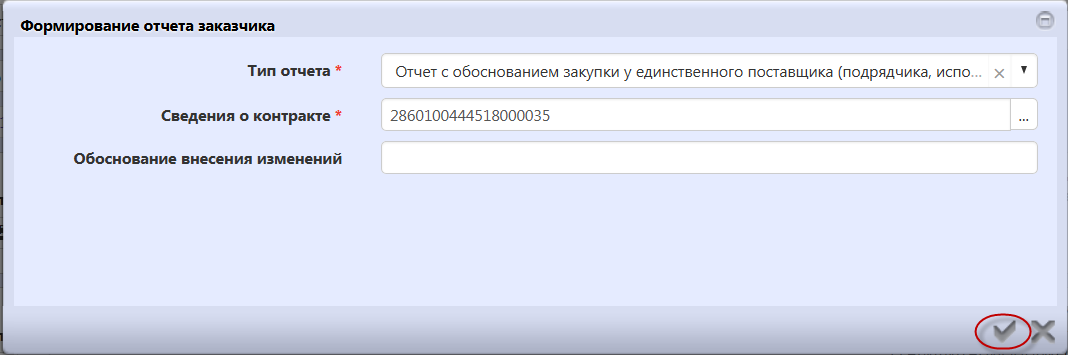 Формирование отчета заказчика
Тип отчета *
Отчет с обоснованием закупки у единственного поставщика (подрядчика, испо...
Сведения о контракте *
2860100444518000035
...
Обоснование внесения изменений